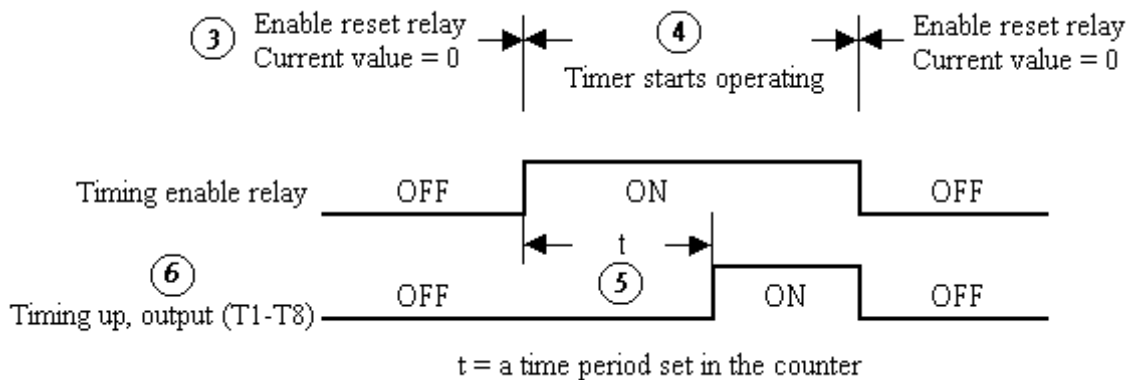 3 Enable reset relay
Current value = 0
4
Timer starts operating
Enable reset relay
Current value = 0
Timing enable relay OFF ON OFF
t
5
6
Timing up, output (T1-T8) OFF ON OFF
t = a time period set in the counter